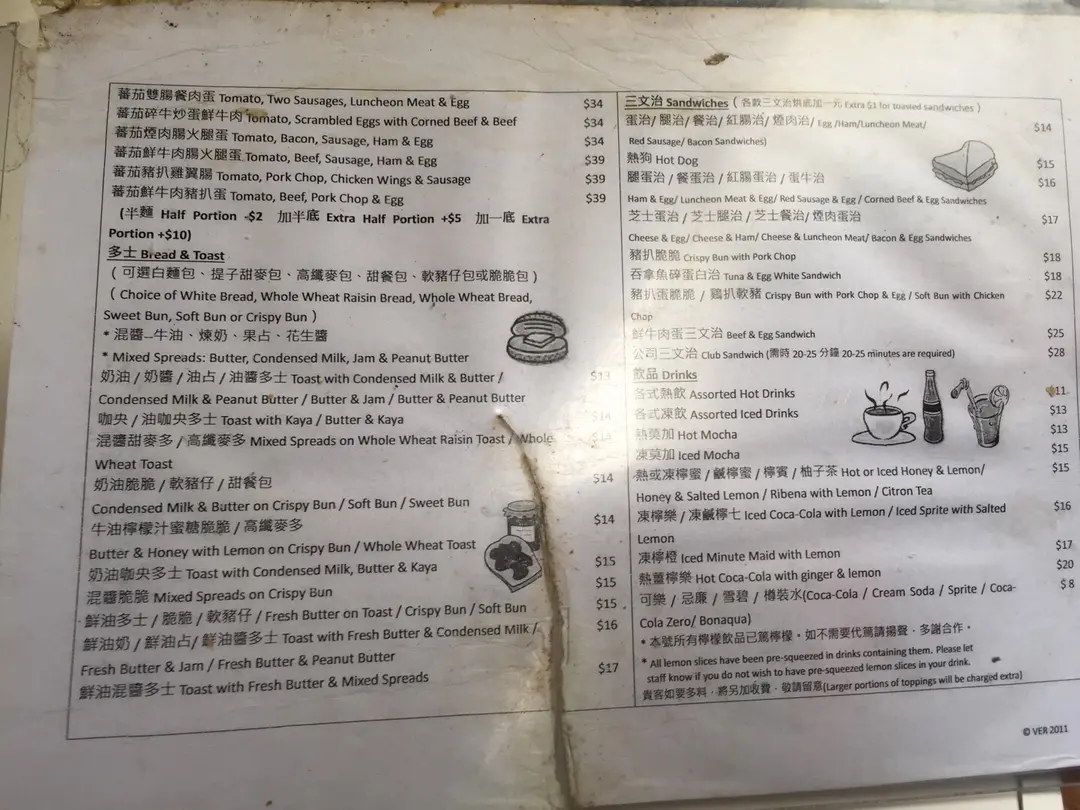 蕃茄雙腸餐肉蛋 Tomato, Two Sausages, Luncheon Meat & Egg $34
蕃茄碎牛炒蛋鮮牛肉 Tomato, Scrambled Eggs with Corned Beef & Beef $34
蕃茄煙肉腸火腿蛋 Tomato, Bacon, Sausage, Ham & Egg $34
蕃茄鮮牛肉腸火腿蛋 Tomato, Beef, Sausage, Ham & Egg $39
蕃茄豬扒雞翼腸 Tomato, Pork Chop, Chicken Wings & Sausage $39
蕃茄鮮牛肉豬扒蛋 Tomato, Beef, Pork Chop & Egg $39
(半麵 Half Portion -$2 加半底 Extra Half Portion +$5 加一底 Extra
Portion +$10)
多士 Bread & Toast
( 可選白麵包、提子甜麥包、高纖麥包、甜餐包、軟豬仔包或脆脆包 )
( Choice of White Bread, Whole Wheat Raisin Bread, Whole Wheat Bread,
Sweet Bun, Soft Bun or Crispy Bun )
* 混醬--牛油、煉奶、果占、花生醬
* Mixed Spreads: Butter, Condensed Milk, Jam & Peanut Butter
奶油 / 奶醬 / 油占 / 油醬多士 Toast with Condensed Milk & Butter / $13
Condensed Milk & Peanut Butter / Butter & Jam / Butter & Peanut Butter
咖央 / 油咖央多士 Toast with Kaya / Butter & Kaya $14
混醬甜麥多 / 高纖麥多 Mixed Spreads on Whole Wheat Raisin Toast / Whole $14
Wheat Toast
奶油脆脆 / 軟豬仔 / 甜餐包 $14
Condensed Milk & Butter on Crispy Bun / Soft Bun / Sweet Bun
牛油檸檬汁蜜糖脆脆 / 高纖麥多 $14
Butter & Honey with Lemon on Crispy Bun / Whole Wheat Toast
奶油咖央多士 Toast with Condensed Milk, Butter & Kaya $15
混醬脆脆 Mixed Spreads on Crispy Bun $15
鮮油多士 / 脆脆 / 軟豬仔 / Fresh Butter on Toast / Crispy Bun / Soft Bun $15
鮮油奶 / 鮮油占/ 鮮油醬多士 Toast with Fresh Butter & Condensed Milk / $16
Fresh Butter & Jam / Fresh Butter & Peanut Butter
鮮油混醬多士 Toast with Fresh Butter & Mixed Spreads $17
三文治 Sandwiches ( 各款三文治烘底加一元 Extra $1 for toasted sandwiches )
蛋治/ 腿治/ 餐治/ 紅腸治/ 煙肉治/ Egg /Ham/Luncheon Meat/ $14
Red Sausage/ Bacon Sandwiches)
熱狗 Hot Dog $15
腿蛋治 / 餐蛋治 / 紅腸蛋治 / 蛋牛治 $16
Ham & Egg/ Luncheon Meat & Egg/ Red Sausage & Egg / Corned Beef & Egg Sandwiches
芝士蛋治 / 芝士腿治 / 芝士餐治/ 煙肉蛋治 $17
Cheese & Egg/ Cheese & Ham/ Cheese & Luncheon Meat/ Bacon & Egg Sandwiches
豬扒脆脆 Crispy Bun with Pork Chop $18
吞拿魚碎蛋白治 Tuna & Egg White Sandwich $18
豬扒蛋脆脆 / 鷄扒軟豬 Crispy Bun with Pork Chop & Egg / Soft Bun with Chicken $22
Chop
鮮牛肉蛋三文治 Beef & Egg Sandwich $25
公司三文治 Club Sandwich (需時 20-25 分鐘 20-25 minutes are required) $28
飲品 Drinks
各式熱飲 Assorted Hot Drinks $11
各式凍飲 Assorted Iced Drinks $13
熱莫加 Hot Mocha $13
凍莫加 Iced Mocha $15
熱或凍檸蜜 / 鹹檸蜜 / 檸賓 / 柚子茶 Hot or Iced Honey & Lemon/ $15
Honey & Salted Lemon / Ribena with Lemon / Citron Tea
凍檸樂 / 凍鹹檸七 Iced Coca-Cola with Lemon / Iced Sprite with Salted $16
Lemon
凍檸橙 Iced Minute Maid with Lemon $17
熱薑檸樂 Hot Coca-Cola with ginger & lemon $20
可樂 / 忌廉 / 雪碧 / 樽裝水(Coca-Cola / Cream Soda / Sprite / Coca- $ 8
Cola Zero/ Bonaqua)
* 本號所有檸檬飲品已篤檸檬。如不需要代篤請揚聲，多謝合作。
* All lemon slices have been pre-squeezed in drinks containing them. Please let
staff know if you do not wish to have pre-squeezed lemon slices in your drink.
貴客如要多料，將另加收費，敬請留意(Larger portions of toppings will be charged extra)
© VER 2011